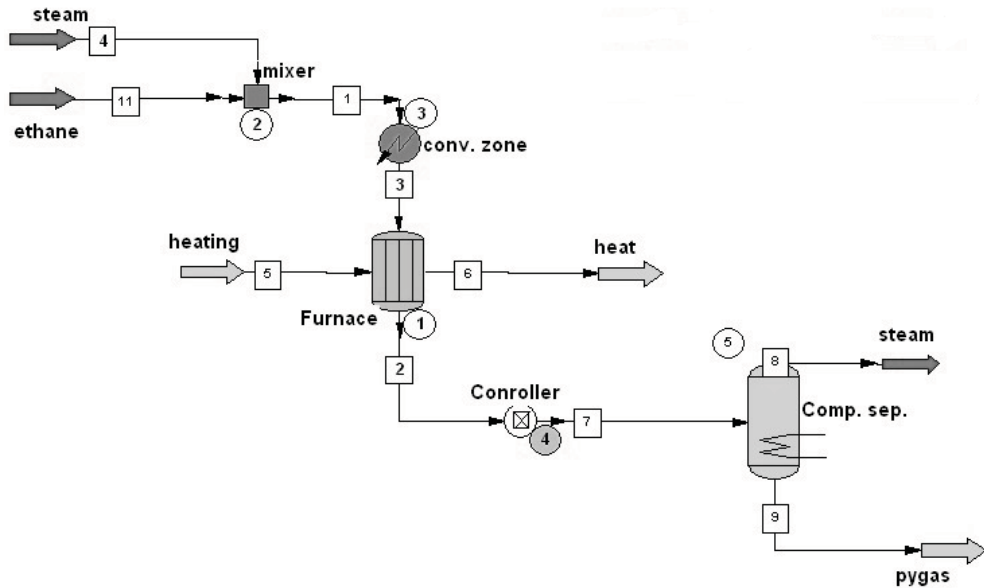 steam
4
mixer
11
1
3
ethane
2
conv. zone
3
heating
heat
5
6
Furnace
1
steam
5
8
2
Conroller
Comp. sep.
7
4
9
pygas